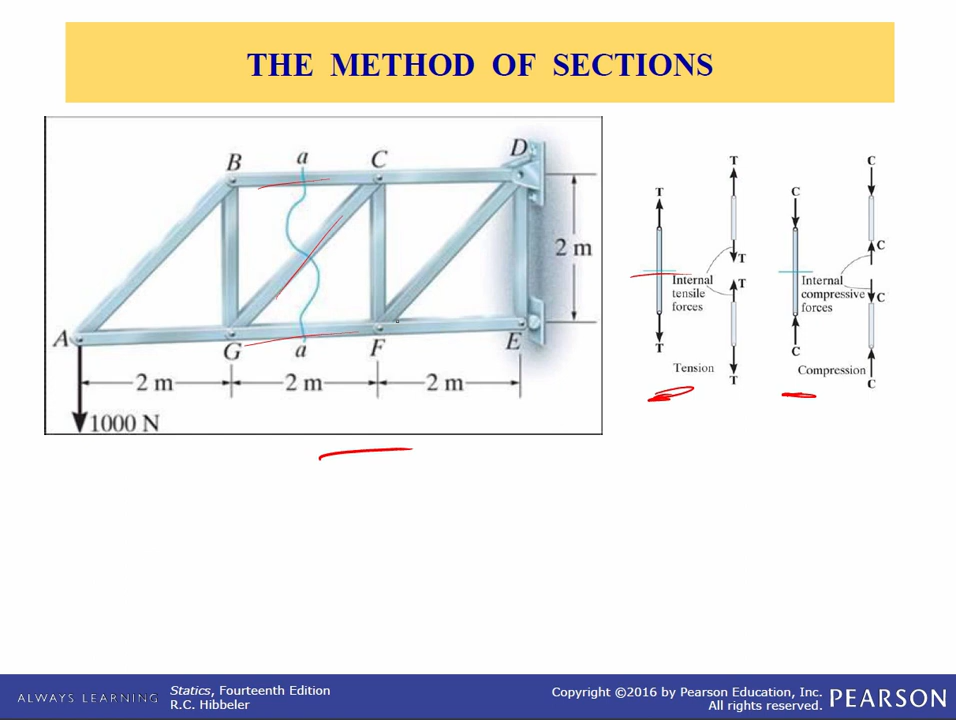 THE METHOD OF SECTIONS
B a C D
2 m
A G a F E
2 m 2 m 2 m
1000 N
T T C C
T C
Internal tensile forces
T
Internal compressive forces
C
T C
Tension
Compression
T C
ALWAYS LEARNING
Statics, Fourteenth Edition
R.C. Hibbeler
Copyright ©2016 by Pearson Education, Inc.
All rights reserved.
PEARSON